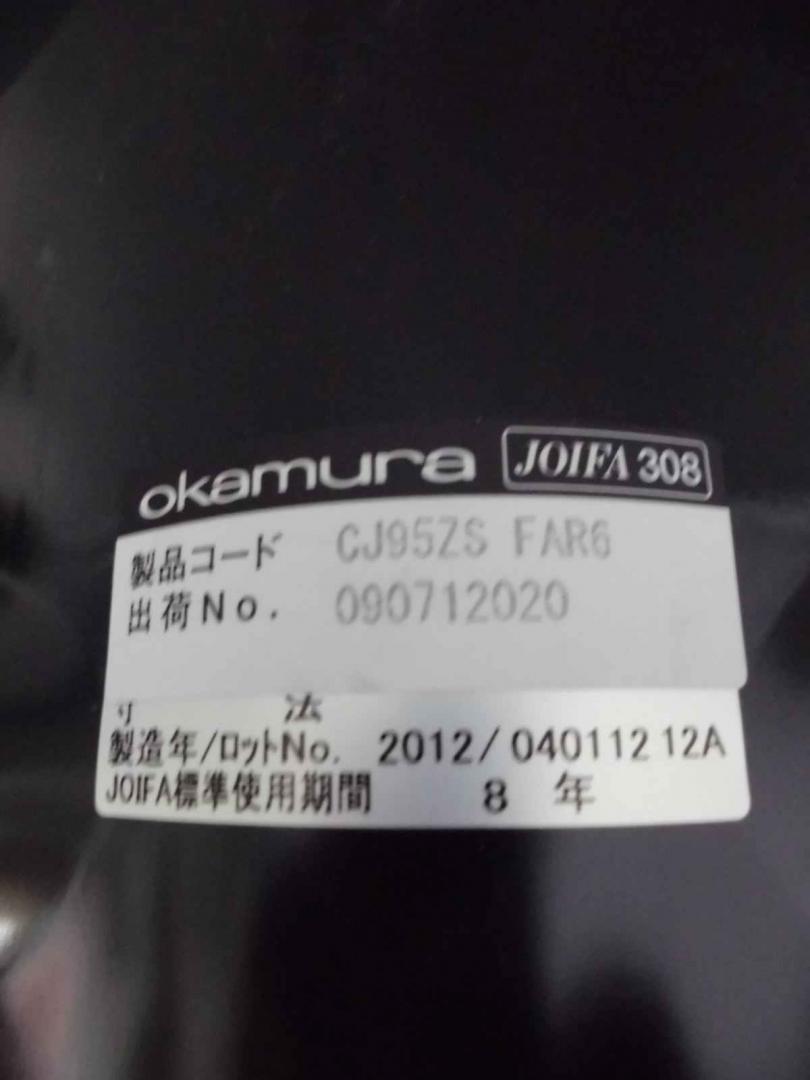 okamura JOIFA 308
製品コード CJ95ZS FAR6
出荷No. 090712020
寸 法
製造年/ロットNo. 2012/04011212A
JOIFA標準使用期間 8 年